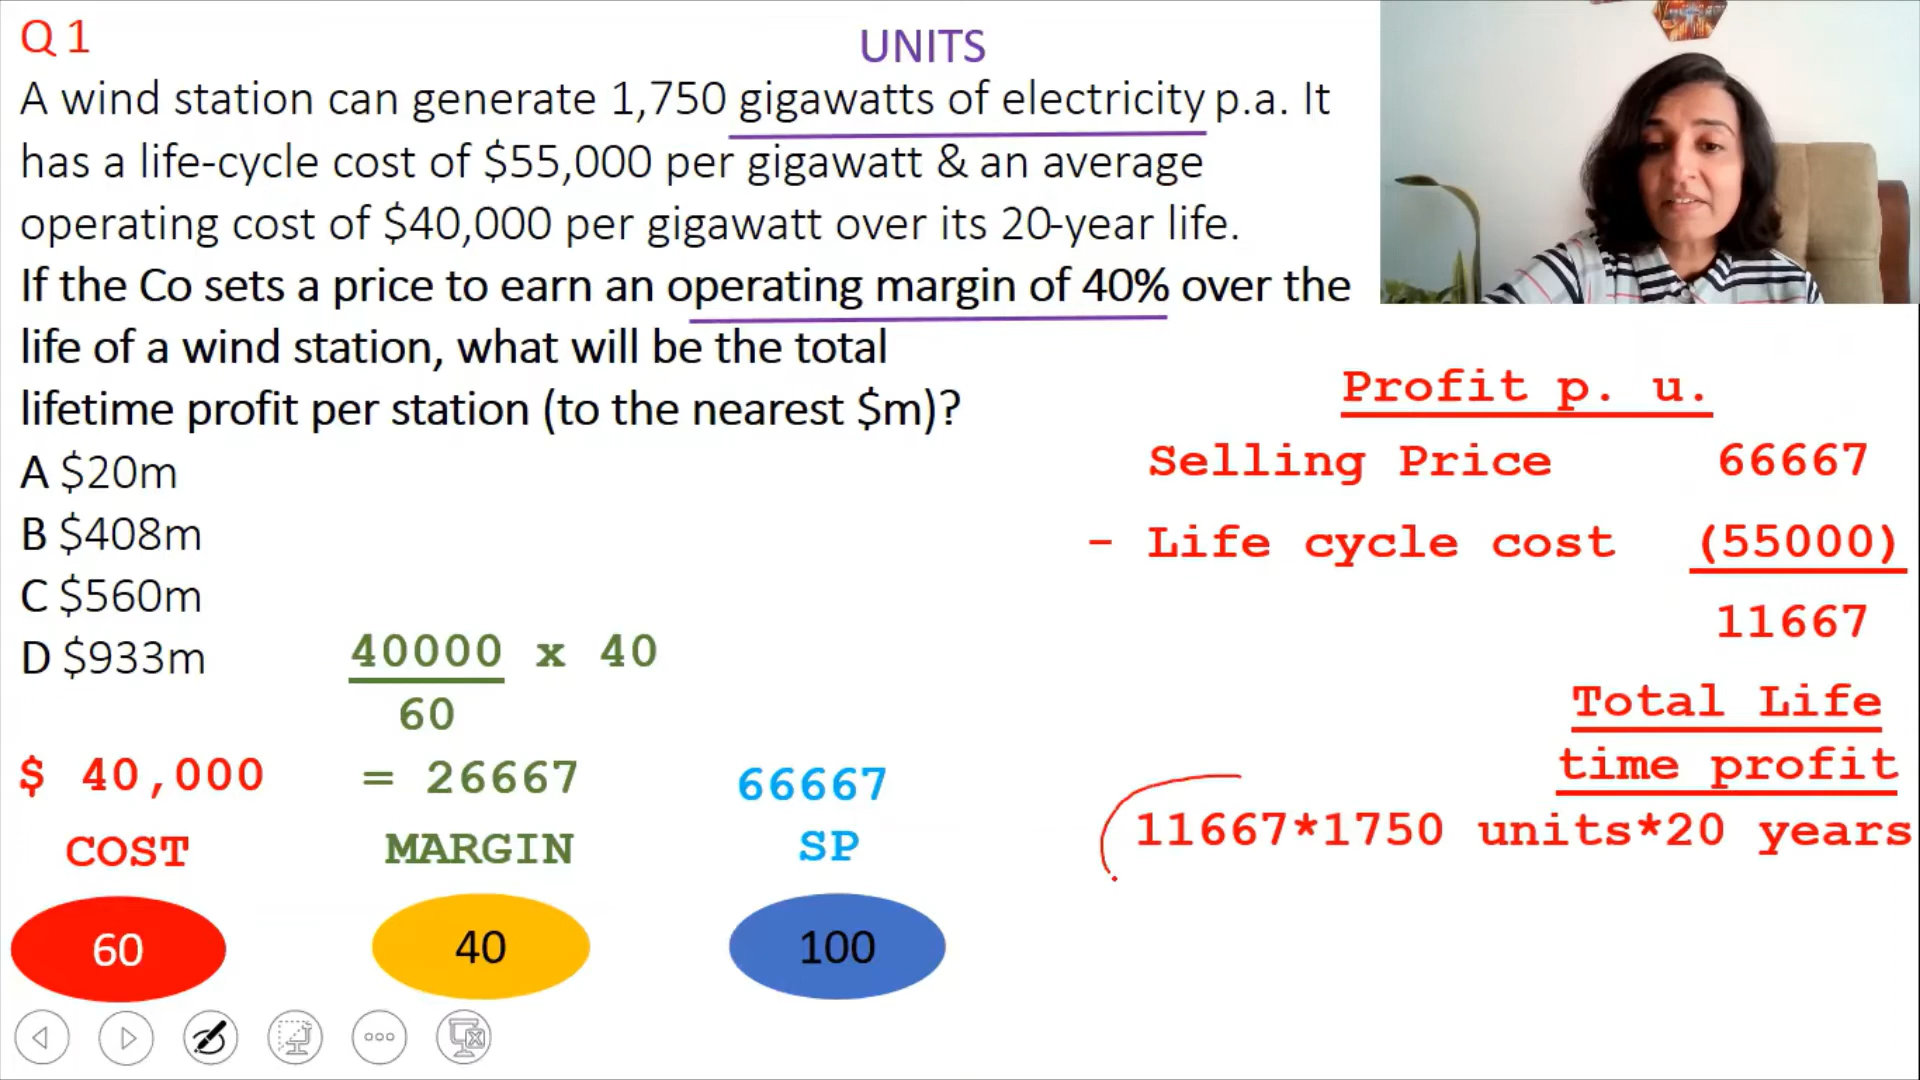 Q 1
UNITS
A wind station can generate 1,750 gigawatts of electricity p.a. It
has a life-cycle cost of $55,000 per gigawatt & an average
operating cost of $40,000 per gigawatt over its 20-year life.
If the Co sets a price to earn an operating margin of 40% over the
life of a wind station, what will be the total
lifetime profit per station (to the nearest $m)?
A $20m
B $408m
C $560m
D $933m
40000 x 40
60
$ 40,000 = 26667 66667
COST MARGIN SP
60 40 100
Profit p. u.
Selling Price 66667
- Life cycle cost (55000)
11667
Total Life
time profit
11667*1750 units*20 years